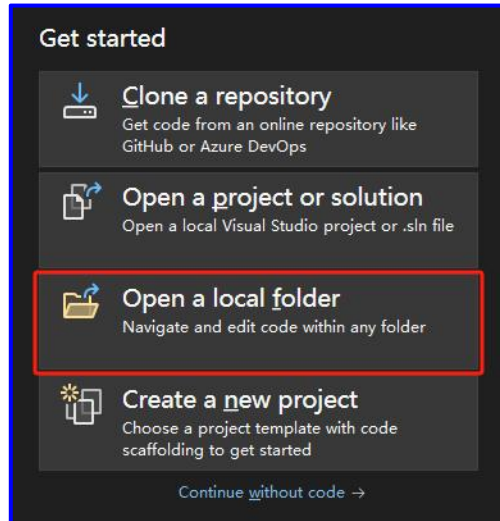 Get started
Clone a repository
Get code from an online repository like
GitHub or Azure DevOps
Open a project or solution
Open a local Visual Studio project or .sln file
Open a local folder
Navigate and edit code within any folder
Create a new project
Choose a project template with code
scaffolding to get started
Continue without code →